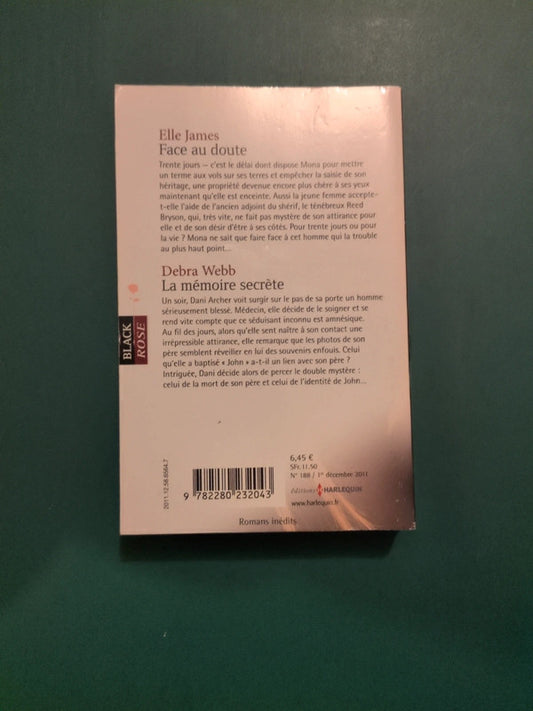 Elle James
Face au doute
Trente jours — c'est le délai dont dispose Mona pour mettre
un terme aux vols sur ses terres et empêcher la saisie de son
héritage, une propriété devenue encore plus chère à ses yeux
maintenant qu'elle est enceinte. Aussi la jeune femme accepte-
t-elle l'aide de l'ancien adjoint du shérif, le ténébreux Reed
Bryson, qui, très vite, ne fait pas mystère de son attirance pour
elle et de son désir d'être à ses côtés. Pour trente jours ou pour
la vie ? Mona ne sait que faire face à cet homme qui la trouble
au plus haut point...
Debra Webb
La mémoire secrète
Un soir, Dani Archer voit surgir sur le pas de sa porte un homme
sérieusement blessé. Médecin, elle décide de le soigner et se
rend vite compte que ce séduisant inconnu est amnésique.
Au fil des jours, alors qu'elle sent naître à son contact une
irrépressible attirance, elle remarque que les photos de son
père semblent réveiller en lui des souvenirs enfouis. Celui
qu'elle a baptisé « John » a-t-il un lien avec son père ?
Intriguée, Dani décide alors de percer le double mystère :
celui de la mort de son père et celui de l'identité de John...
BLACK
ROSE
2011.12.58.6564.7
9 782280 232043
6,45 €
SFr. 11.50
N° 188 / 1er décembre 2011
éditions HARLEQUIN
www.harlequin.fr
Romans inédits